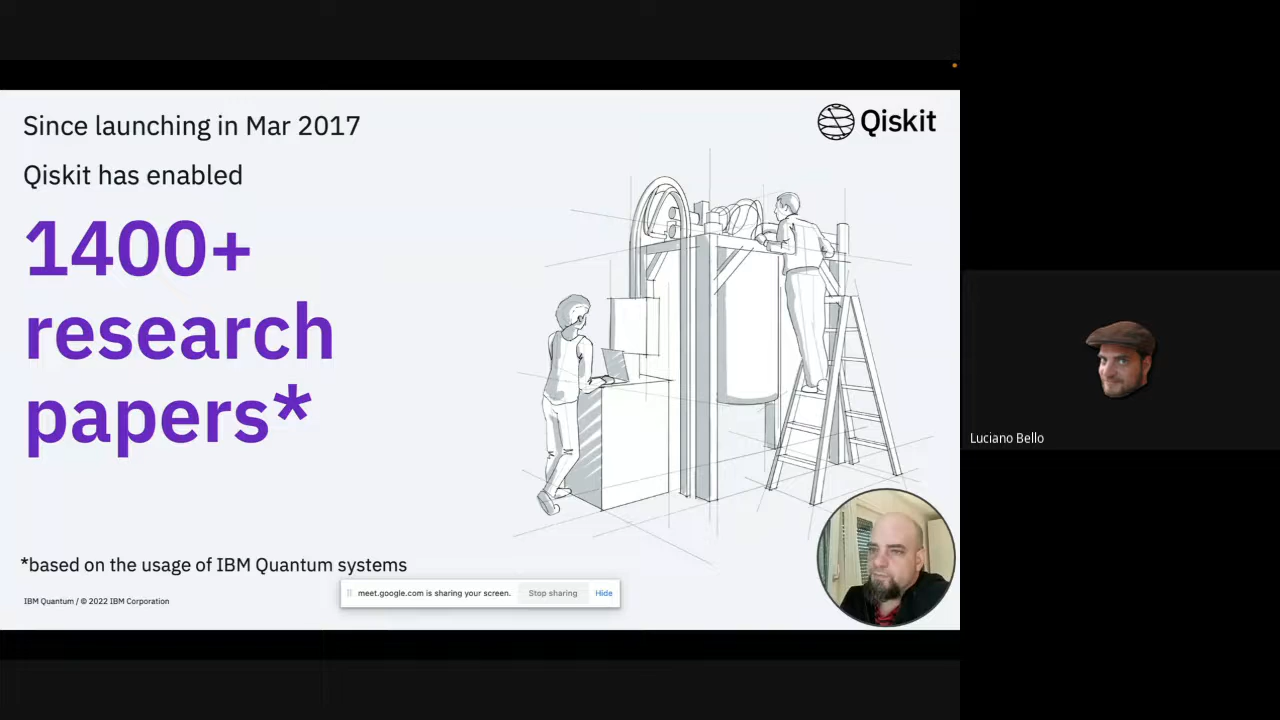 Since launching in Mar 2017
Qiskit has enabled
1400+
research
papers*
*based on the usage of IBM Quantum systems
IBM Quantum / © 2022 IBM Corporation
Qiskit
meet.google.com is sharing your screen. Stop sharing Hide
Luciano Bello